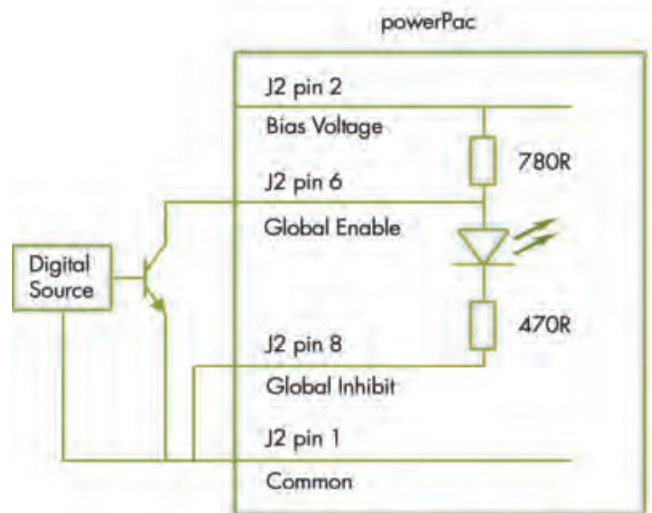 powerPac
J2 pin 2
Bias Voltage
780R
J2 pin 6
Global Enable
Digital
Source
470R
J2 pin 8
Global Inhibit
J2 pin 1
Common